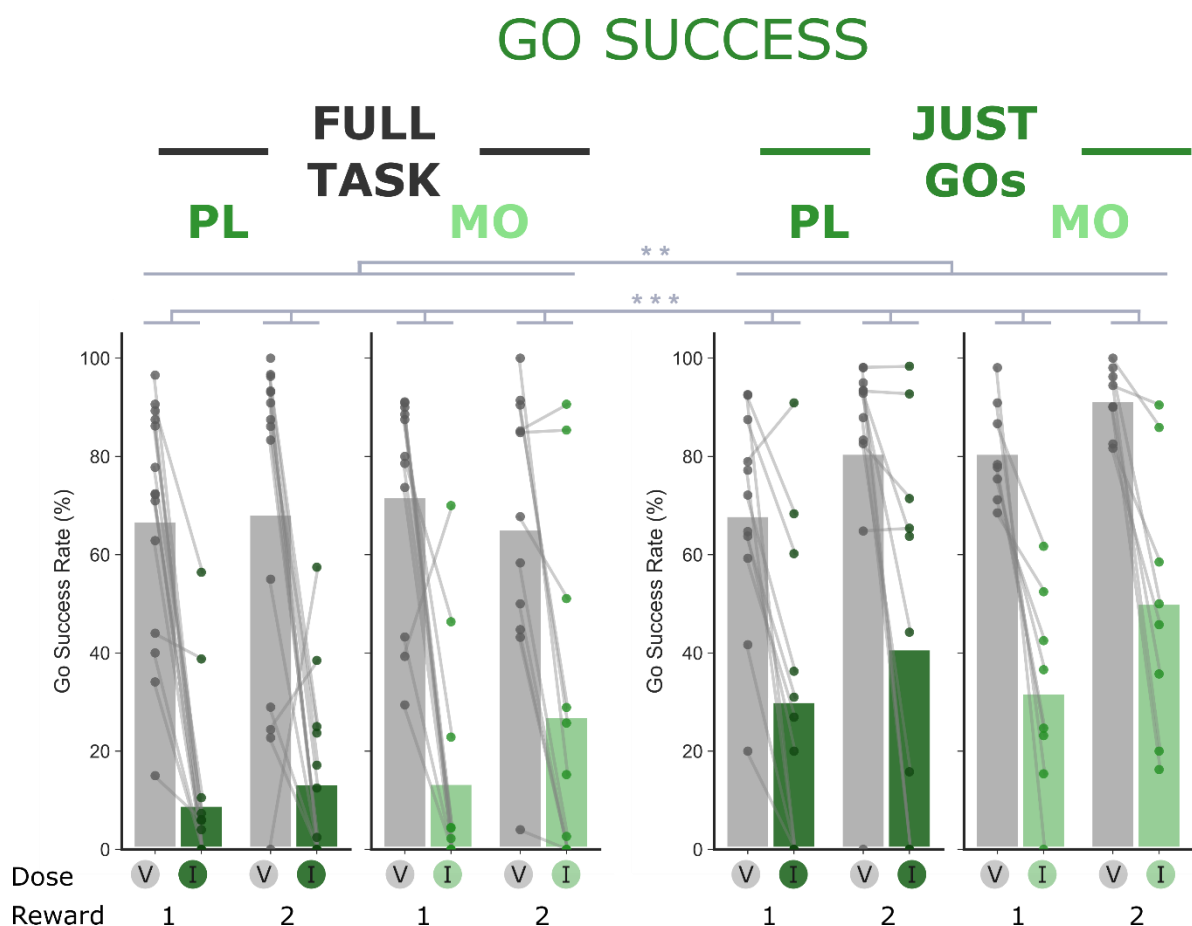 GO SUCCESS
FULL TASK
JUST GOs
PL
MO
PL
MO
**
***
Go Success Rate (%)
100
80
60
40
20
0
Go Success Rate (%)
100
80
60
40
20
0
Dose V I V I V I V I V I V I V I V I
Reward 1 2 1 2 1 2 1 2